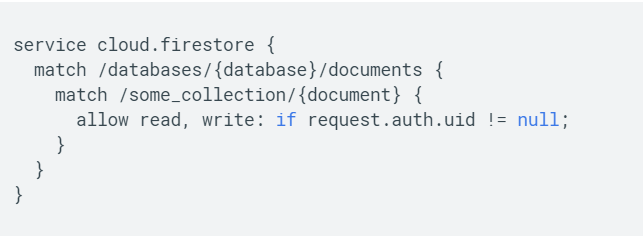 service cloud.firestore {
  match /databases/{database}/documents {
    match /some_collection/{document} {
      allow read, write: if request.auth.uid != null;
    }
  }
}